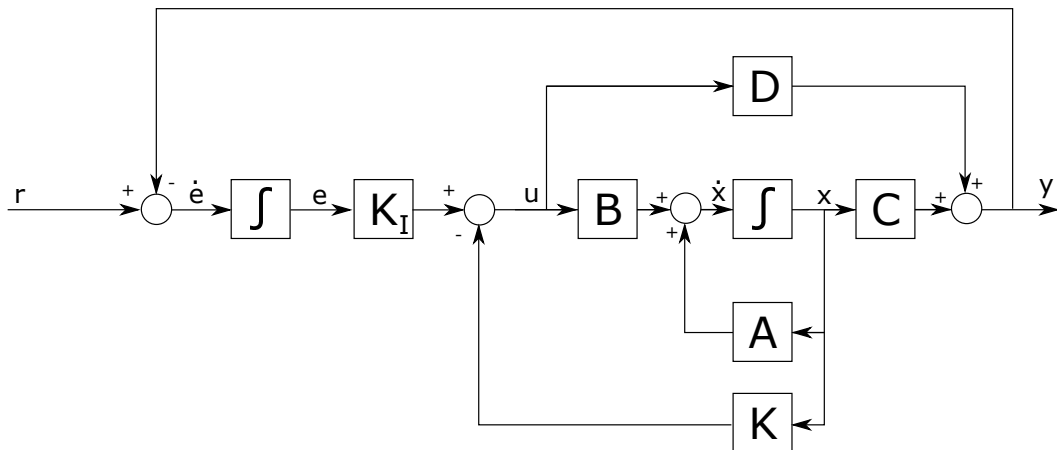 D
r + - ė ∫ e K_I + - u B + + ẋ ∫ x C + + y
A
K